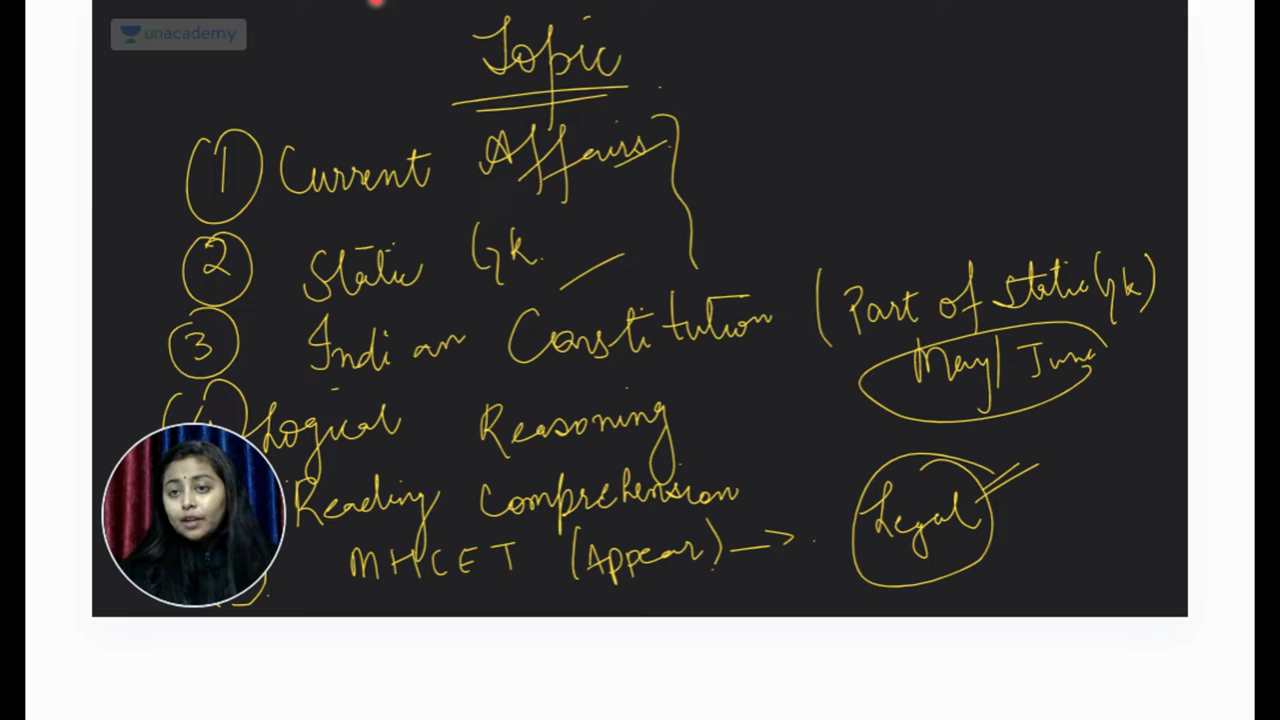 unacademy
Topic
1 Current Affairs
2 Static Gk.
3 Indian Constitution (Part of Static Gk)
May/June
4 Logical Reasoning
Reading Comprehension
MHCET (Appear) → Legal